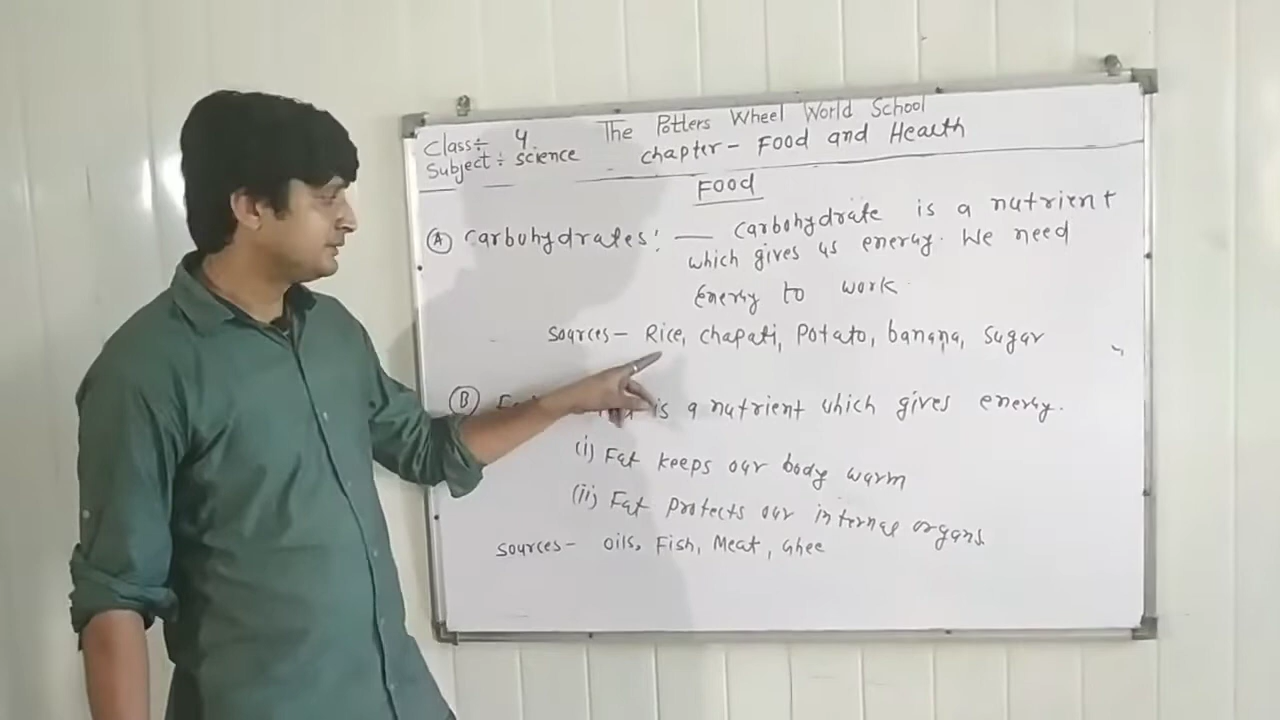 Class÷ 4 The Potters Wheel World School
Subject ÷ science chapter- Food and Health
Food
A Carbohydrates: — Carbohydrate is a nutrient
which gives us energy. We need
Energy to work.
sources- Rice, chapati, Potato, banana, Sugar
B is a nutrient which gives energy.
(i) Fat keeps our body warm
(ii) Fat Protects our internal organs
sources- oils, Fish, Meat, Ghee